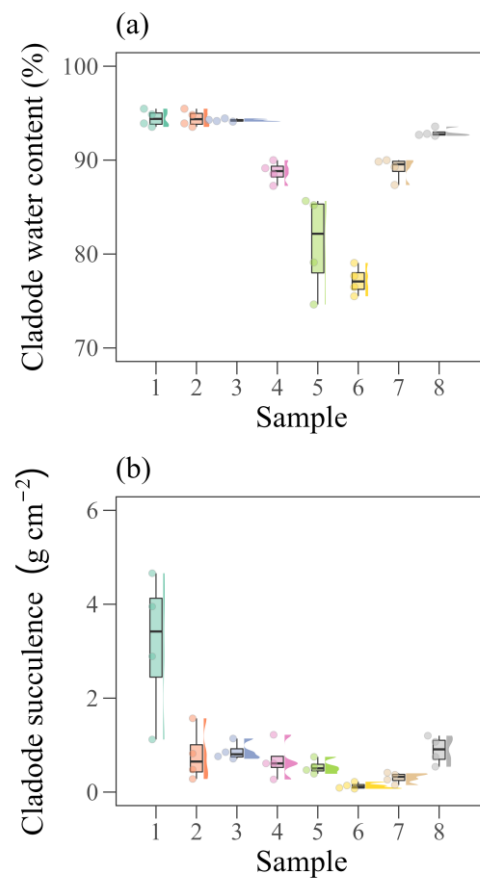 (a)
Cladode water content (%)
100
90
80
70
1 2 3 4 5 6 7 8
Sample
(b)
Cladode succulence (g cm⁻²)
6
4
2
0
1 2 3 4 5 6 7 8
Sample